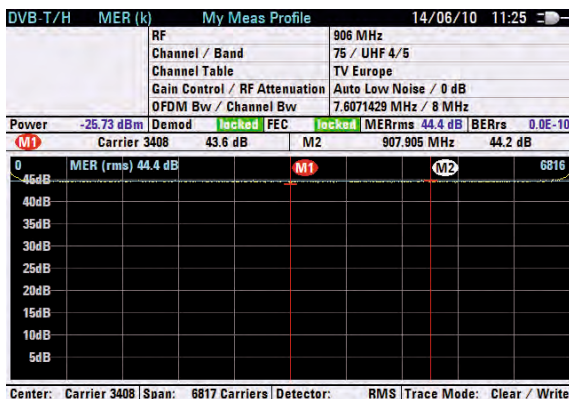 DVB-T/H MER (k) My Meas Profile 14/06/10 11:25
RF 906 MHz
Channel / Band 75 / UHF 4/5
Channel Table TV Europe
Gain Control / RF Attenuation Auto Low Noise / 0 dB
OFDM Bw / Channel Bw 7.6071429 MHz / 8 MHz
Power -25.73 dBm Demod locked FEC locked MERrms 44.4 dB BERrs 0.0E-10
M1 Carrier 3408 43.6 dB M2 907.905 MHz 44.2 dB
0 MER (rms) 44.4 dB M1 M2 6816
45dB
40dB
35dB
30dB
25dB
20dB
15dB
10dB
5dB
Center: Carrier 3408 Span: 6817 Carriers Detector: RMS Trace Mode: Clear / Write